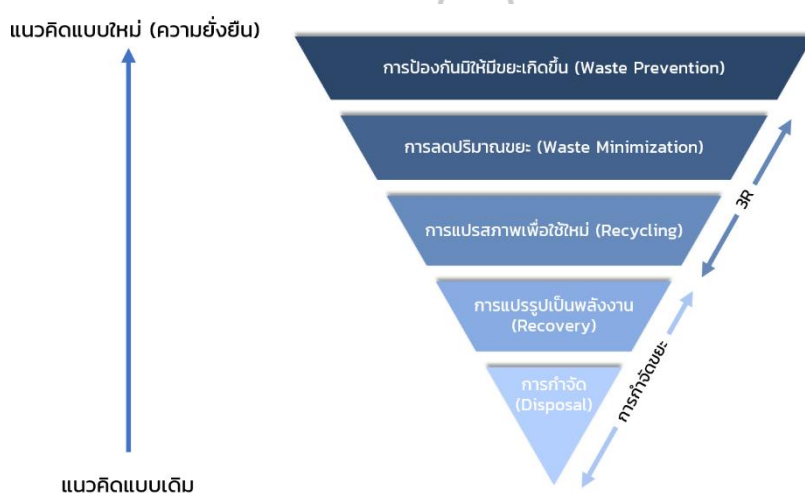 แนวคิดแบบใหม่ (ความยั่งยืน)
การป้องกันมิให้มีขยะเกิดขึ้น (Waste Prevention)
การลดปริมาณขยะ (Waste Minimization)
3R
การแปรสภาพเพื่อใช้ใหม่ (Recycling)
การแปรรูปเป็นพลังงาน
(Recovery)
การกำจัดขยะ
การกำจัด
(Disposal)
แนวคิดแบบเดิม